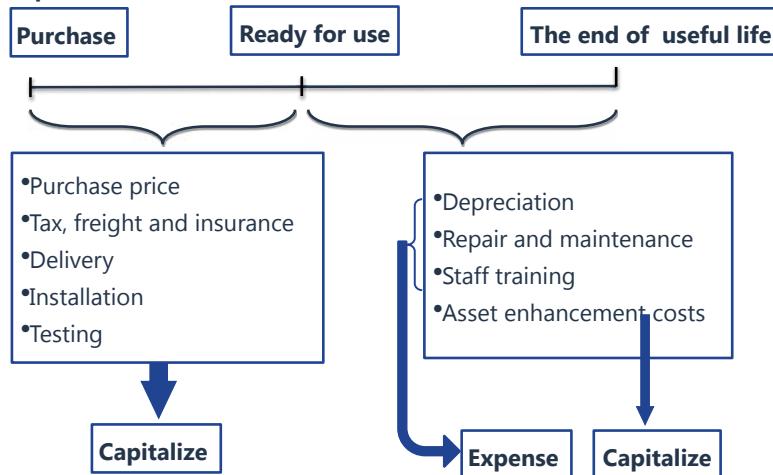 Purchase
Ready for use
The end of useful life
•Purchase price
•Tax, freight and insurance
•Delivery
•Installation
•Testing
•Depreciation
•Repair and maintenance
•Staff training
•Asset enhancement costs
Capitalize
Expense
Capitalize